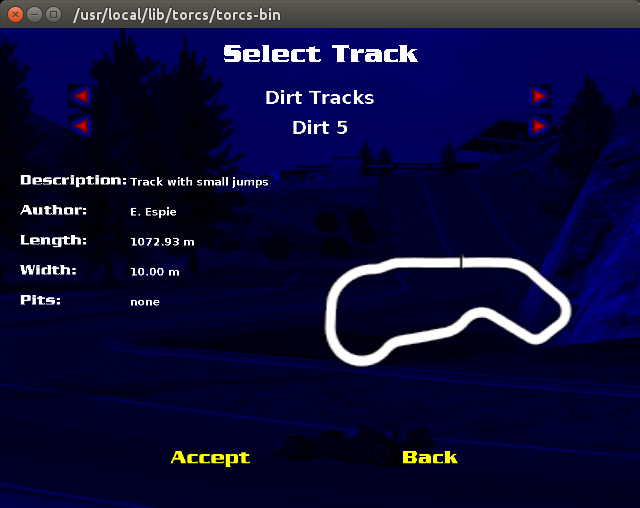 /usr/local/lib/torcs/torcs-bin
Select Track
Dirt Tracks
Dirt 5
Description: Track with small jumps
Author: E. Espie
Length: 1072.93 m
Width: 10.00 m
Pits: none
Accept Back